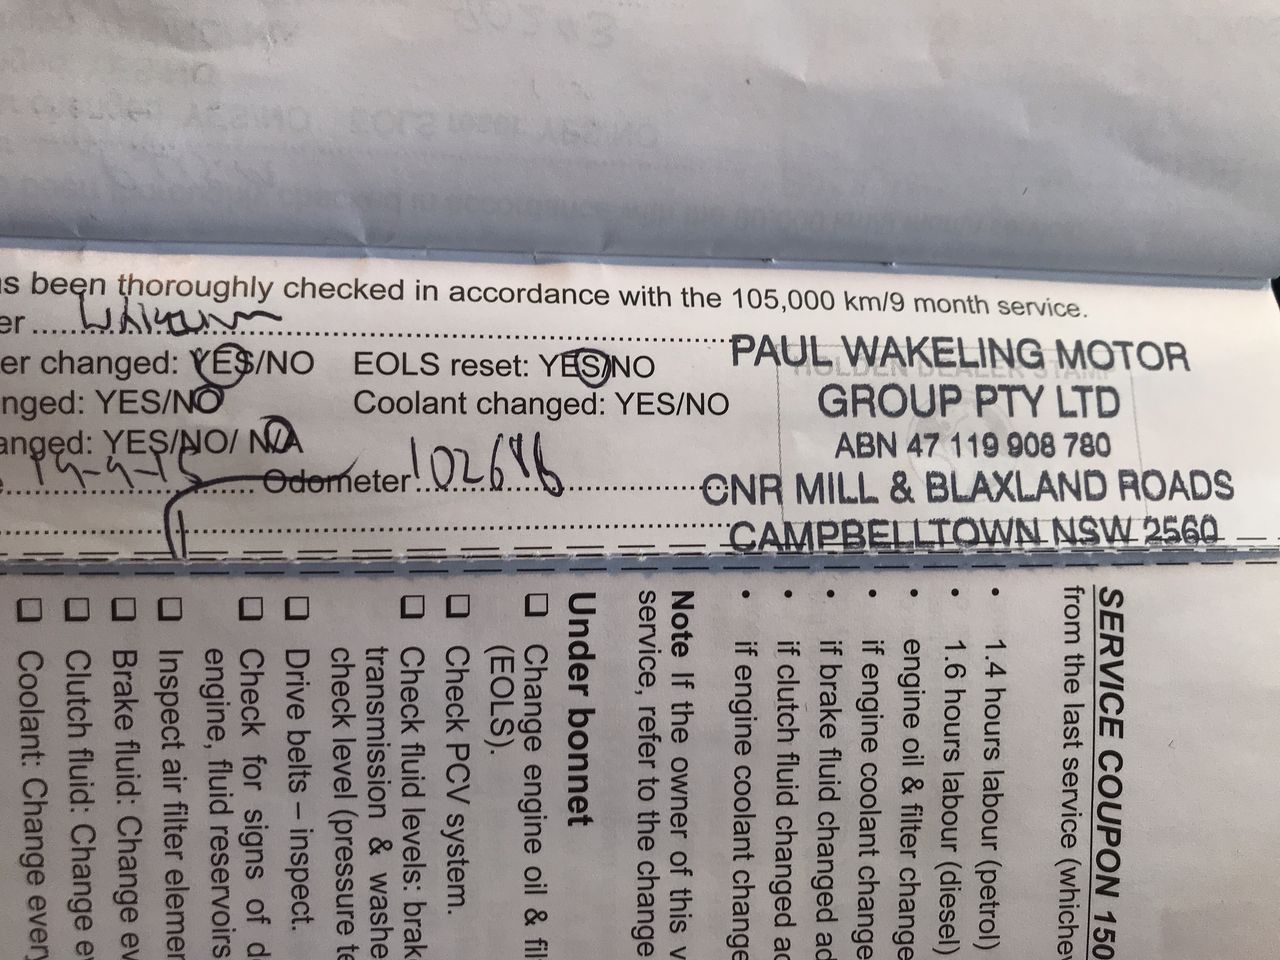 s been thoroughly checked in accordance with the 105,000 km/9 month service.
er
er changed: YES/NO EOLS reset: YES/NO
nged: YES/NO Coolant changed: YES/NO
anged: YES/NO/ N/A
Odometer
PAUL WAKELING MOTOR
GROUP PTY LTD
ABN 47 119 908 780
CNR MILL & BLAXLAND ROADS
CAMPBELLTOWN NSW 2560
SERVICE COUPON 150
from the last service (whichev
• 1.4 hours labour (petrol)
• 1.6 hours labour (diesel)
• engine oil & filter change
• if engine coolant change
• if brake fluid changed ad
• if clutch fluid changed ad
• if engine coolant change
Note If the owner of this v
service, refer to the change
Under bonnet
❑ Change engine oil & fil
(EOLS).
❑ Check PCV system.
❑ Check fluid levels: brak
transmission & washe
check level (pressure te
❑ Drive belts – inspect.
❑ Check for signs of d
engine, fluid reservoirs
❑ Inspect air filter elemen
❑ Brake fluid: Change ev
❑ Clutch fluid: Change ev
❑ Coolant: Change every